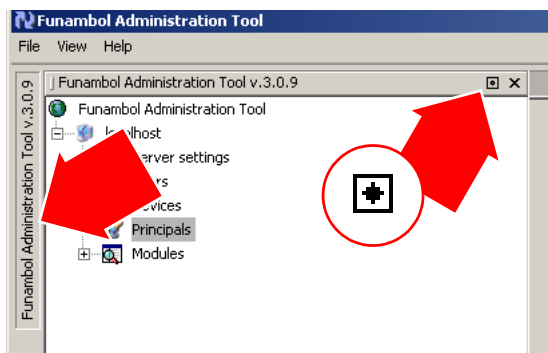 Funambol Administration Tool
File View Help
Funambol Administration Tool v.3.0.9
Funambol Administration Tool v.3.0.9
Funambol Administration Tool
settings
Principals
Modules